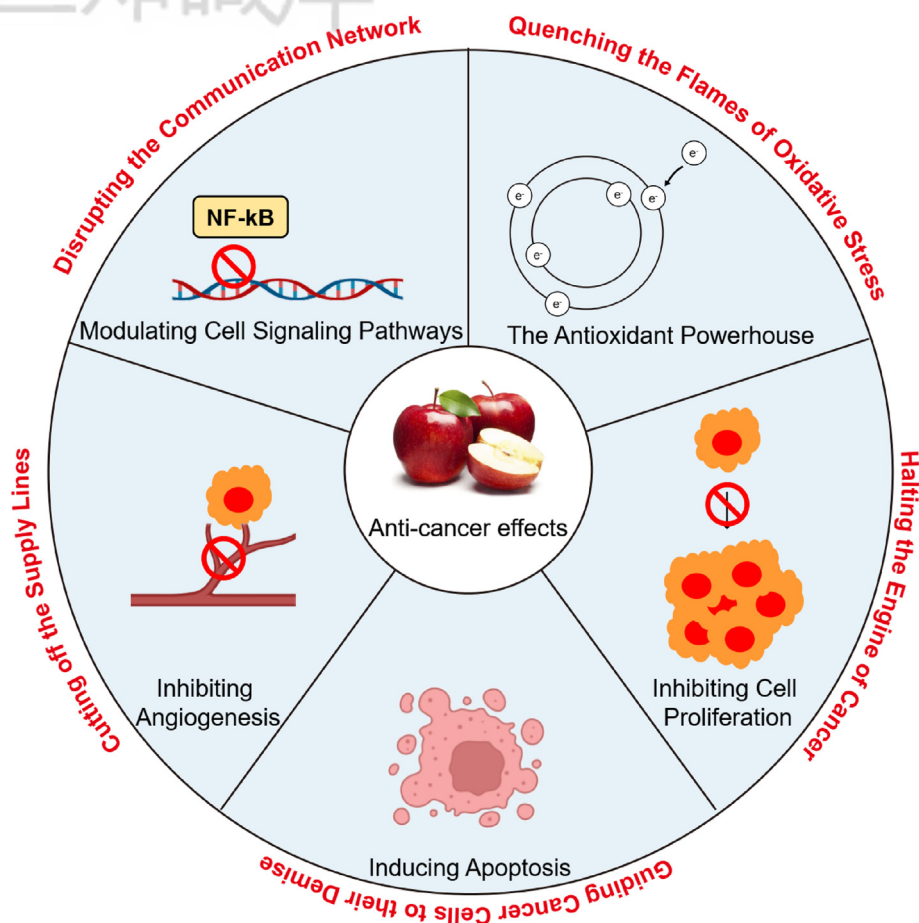 Disrupting the Communication Network
Quenching the Flames of Oxidative Stress
NF-kB
Modulating Cell Signaling Pathways
e-
e-
e-
e-
e-
e-
The Antioxidant Powerhouse
Anti-cancer effects
Cutting off the Supply Lines
Inhibiting
Angiogenesis
Halting the Engine of Cancer
Inhibiting Cell
Proliferation
Inducing Apoptosis
Guiding Cancer Cells to their Demise